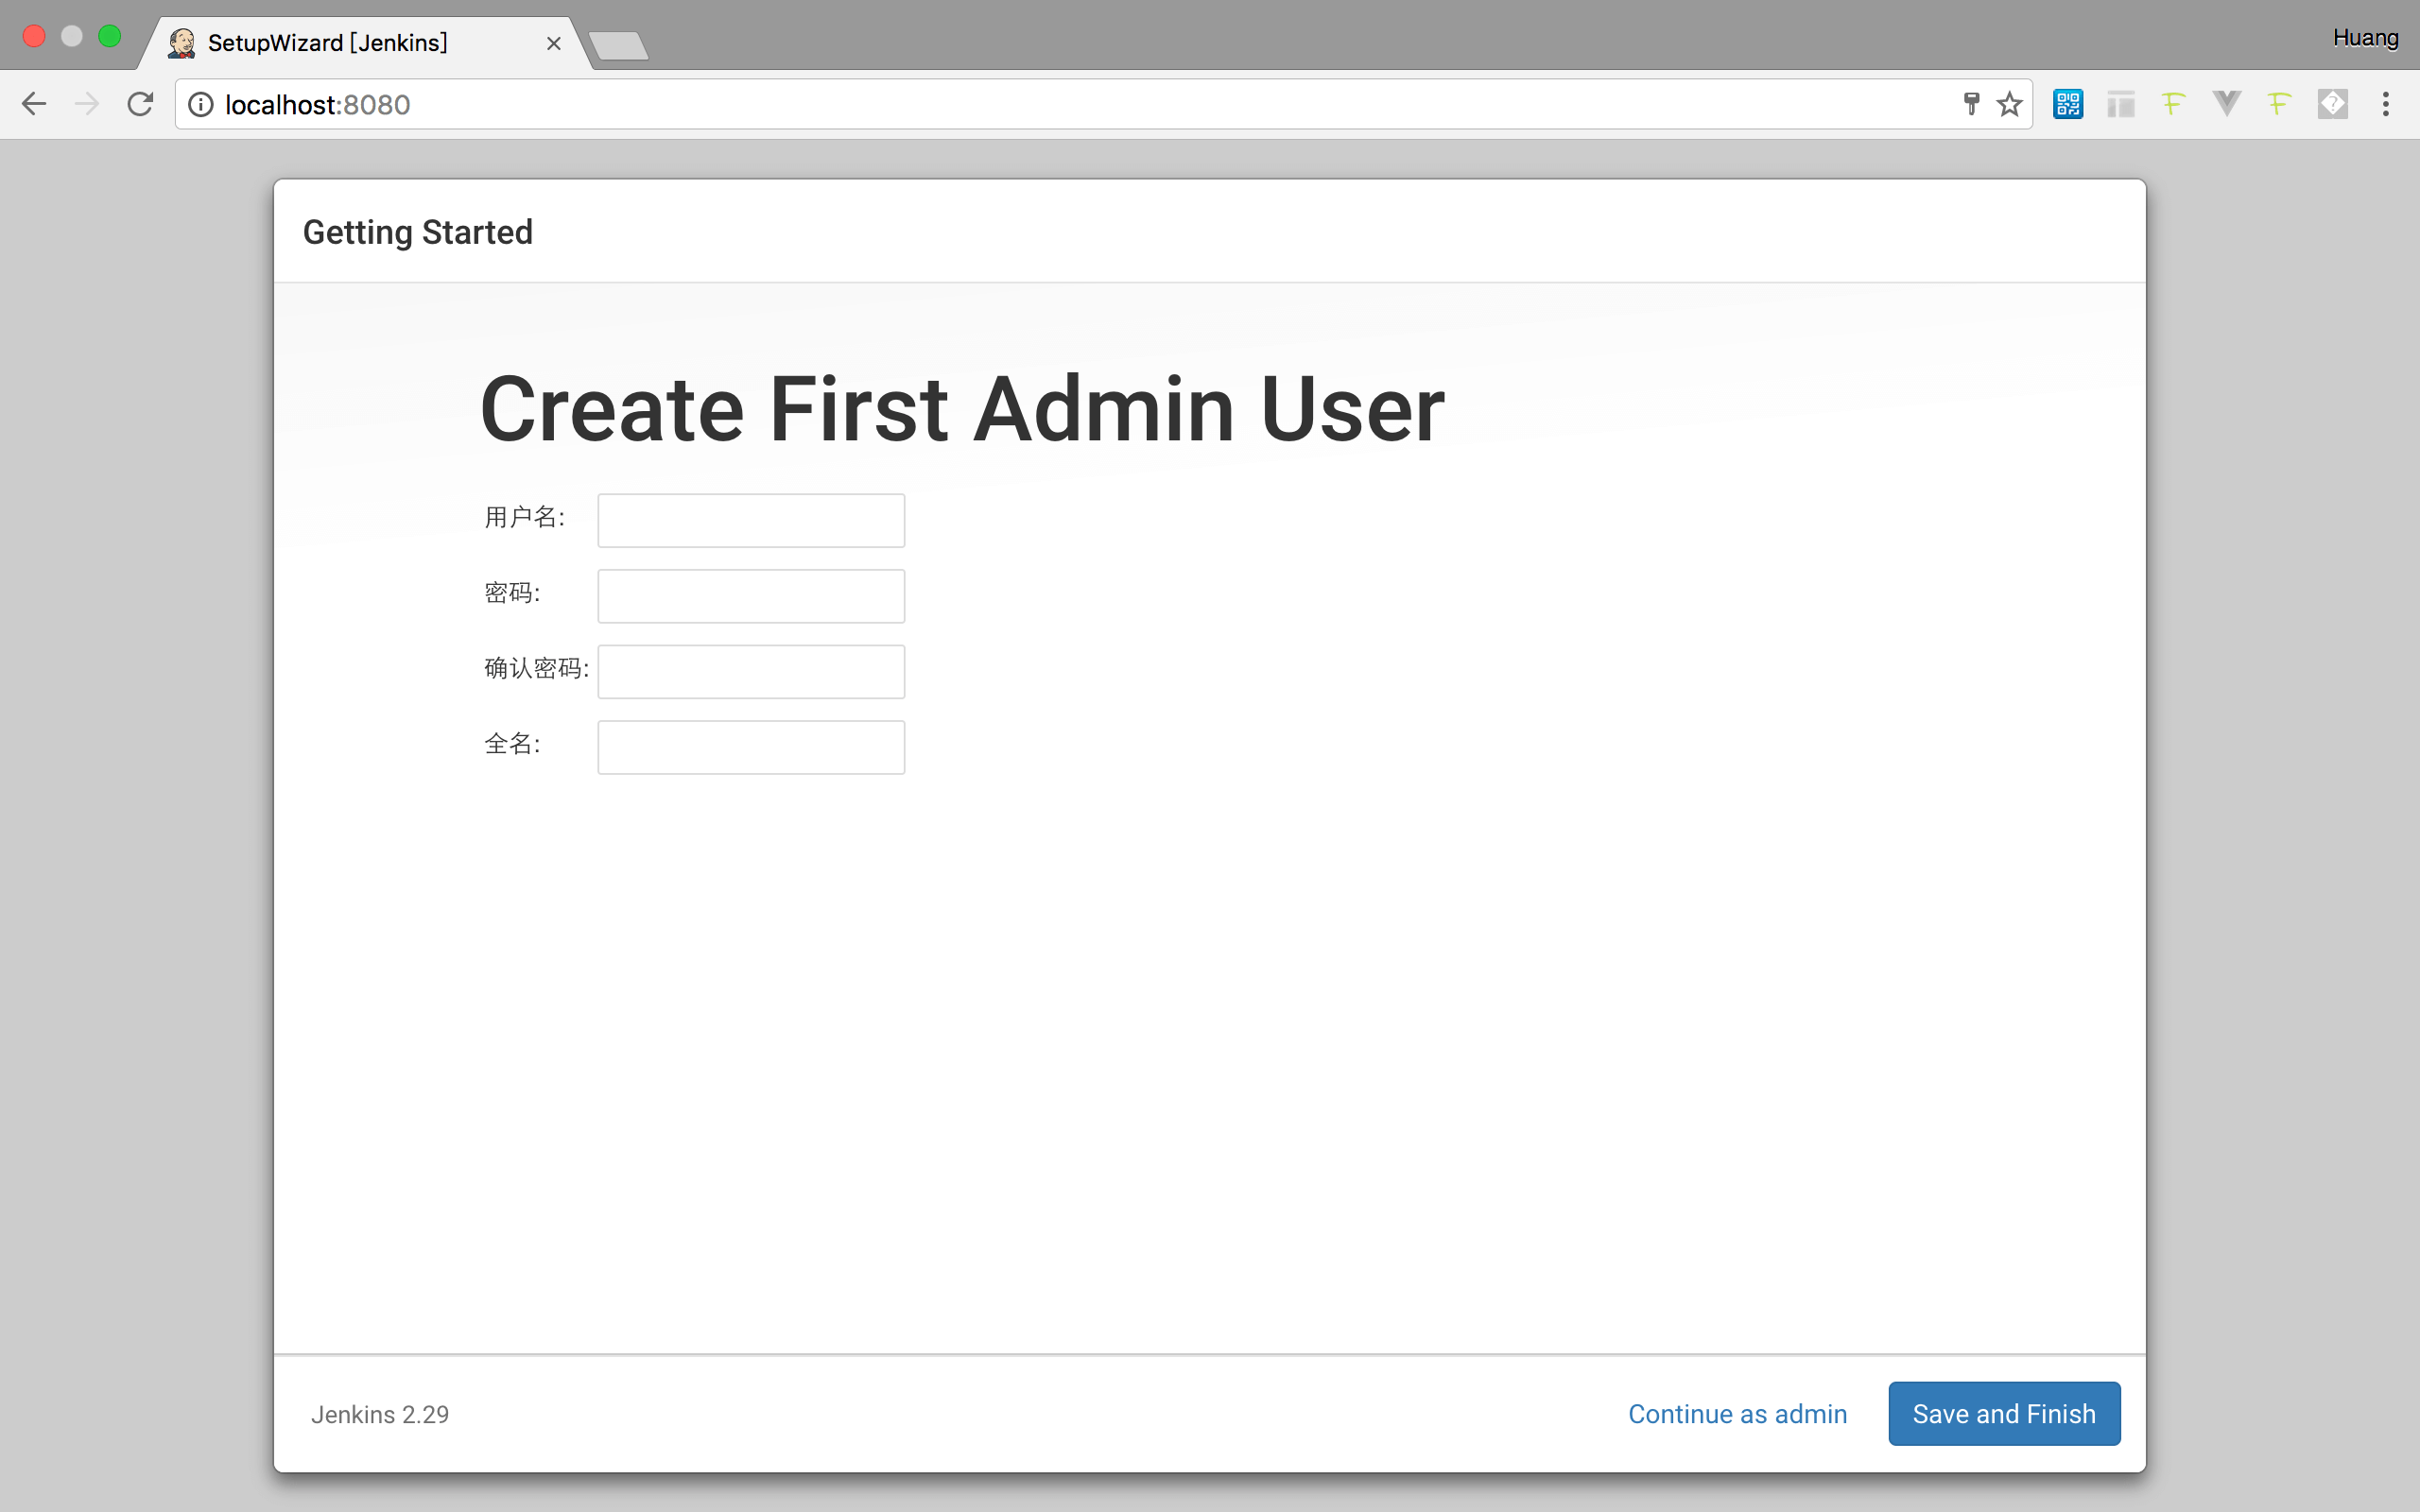 SetupWizard [Jenkins]
Huang
localhost:8080
Getting Started
Create First Admin User
用户名:
密码:
确认密码:
全名:
Jenkins 2.29
Continue as admin
Save and Finish